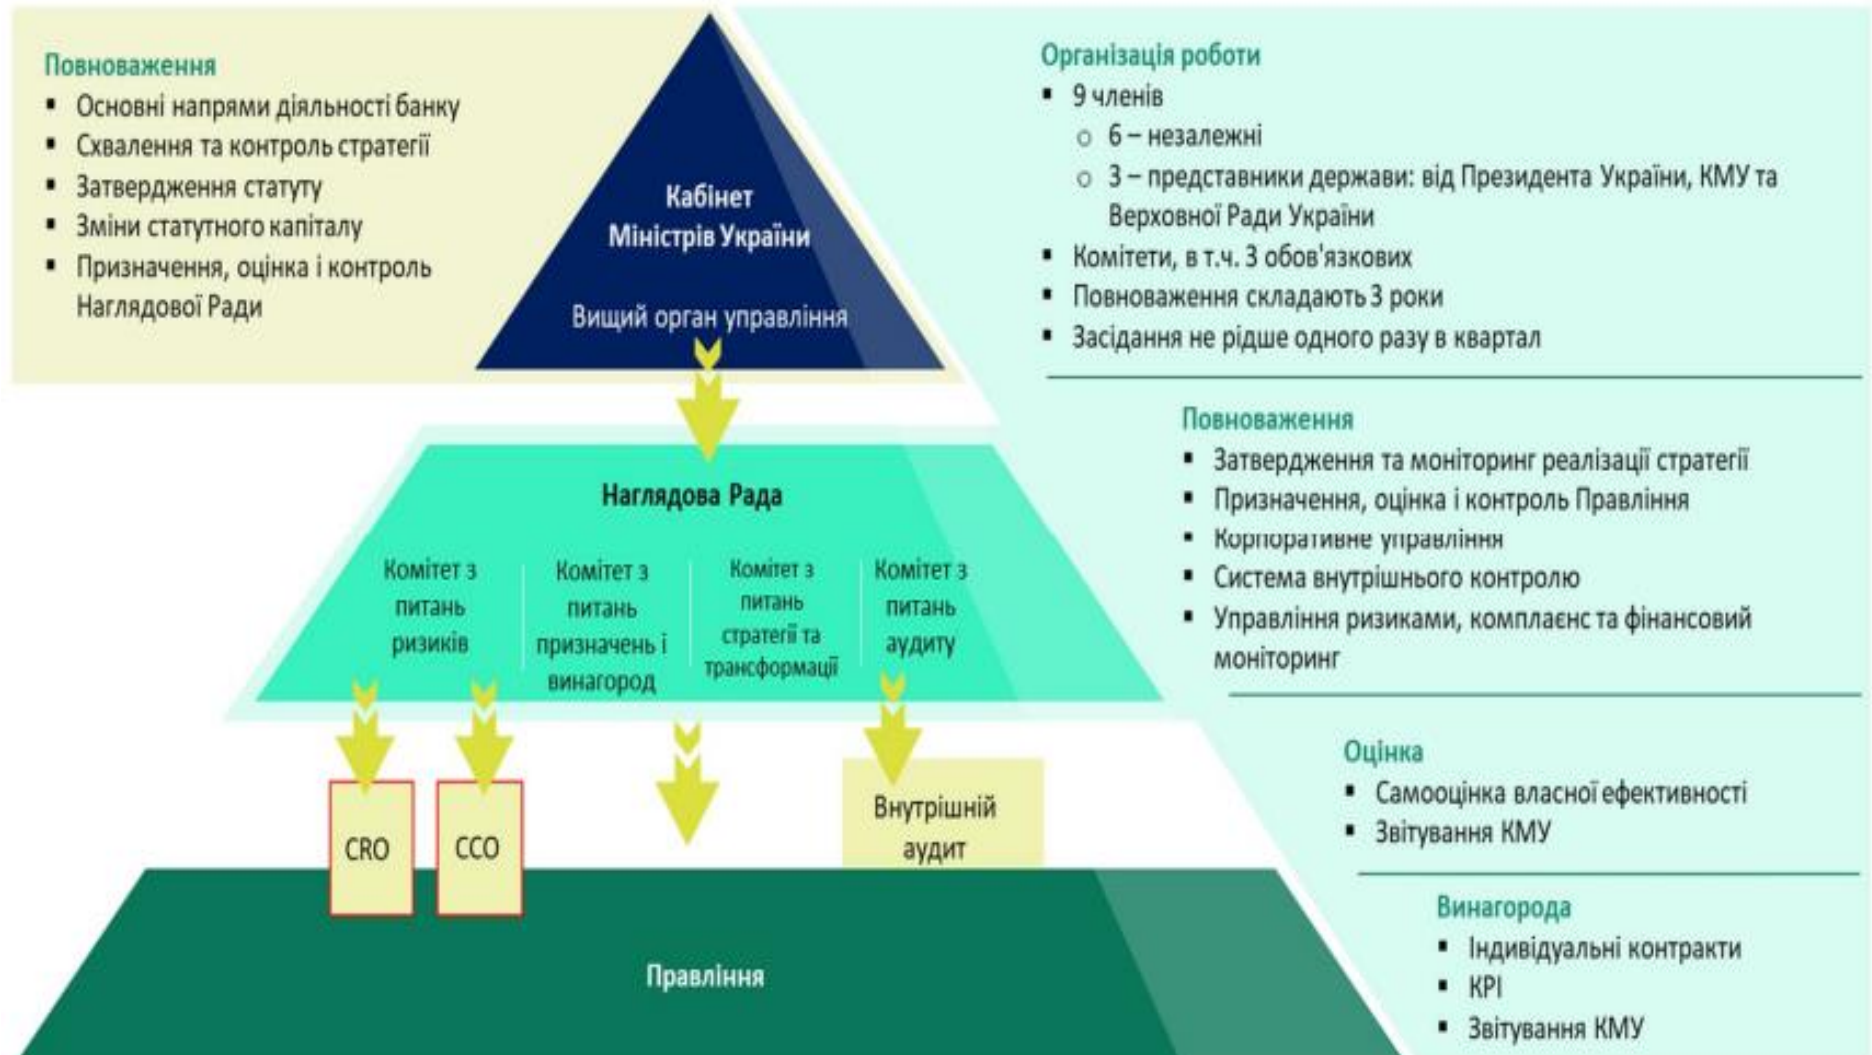 Повноваження
▪ Основні напрями діяльності банку
▪ Схвалення та контроль стратегії
▪ Затвердження статуту
▪ Зміни статутного капіталу
▪ Призначення, оцінка і контроль
Наглядової Ради
Кабінет
Міністрів України
Вищий орган управління
Організація роботи
▪ 9 членів
o 6 – незалежні
o 3 – представники держави: від Президента України, КМУ та
Верховної Ради України
▪ Комітети, в т.ч. 3 обов'язкових
▪ Повноваження складають 3 роки
▪ Засідання не рідше одного разу в квартал
Наглядова Рада
Комітет з
питань
ризиків
Комітет з
питань
призначень і
винагород
Комітет з
питань
стратегії та
трансформації
Комітет з
питань
аудиту
Повноваження
▪ Затвердження та моніторинг реалізації стратегії
▪ Призначення, оцінка і контроль Правління
▪ Корпоративне управління
▪ Система внутрішнього контролю
▪ Управління ризиками, комплаєнс та фінансовий
моніторинг
CRO
CCO
Внутрішній
аудит
Оцінка
▪ Самооцінка власної ефективності
▪ Звітування КМУ
Правління
Винагорода
▪ Індивідуальні контракти
▪ КРІ
▪ Звітування КМУ